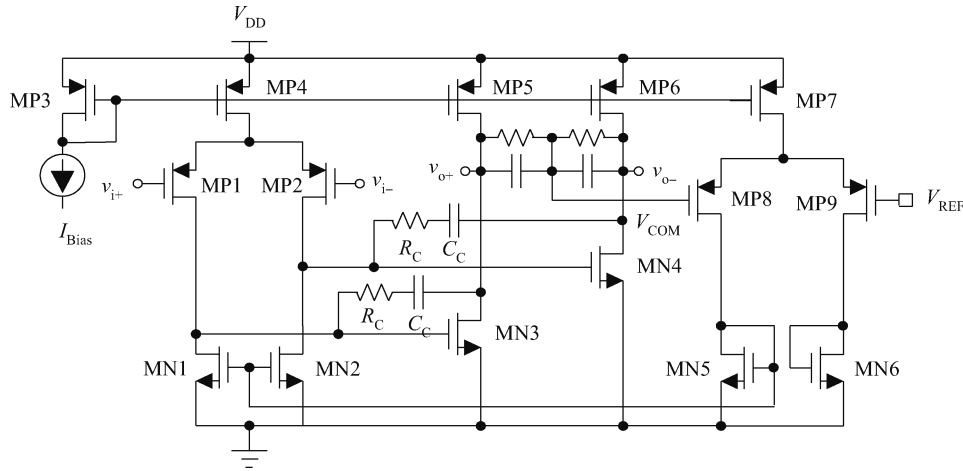 V_DD
MP3
MP4
MP5
MP6
MP7
v_i+
MP1
MP2
v_i−
v_o+
v_o−
MP8
MP9
V_REF
I_Bias
R_C
C_C
V_COM
MN4
R_C
C_C
MN3
MN1
MN2
MN5
MN6